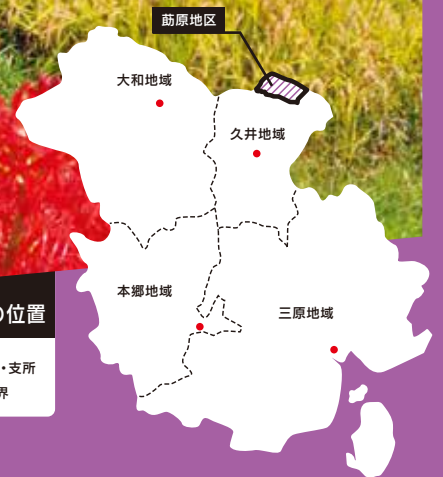 莇原地区
大和地域
久井地域
本郷地域
三原地域
の位置
・支所
界